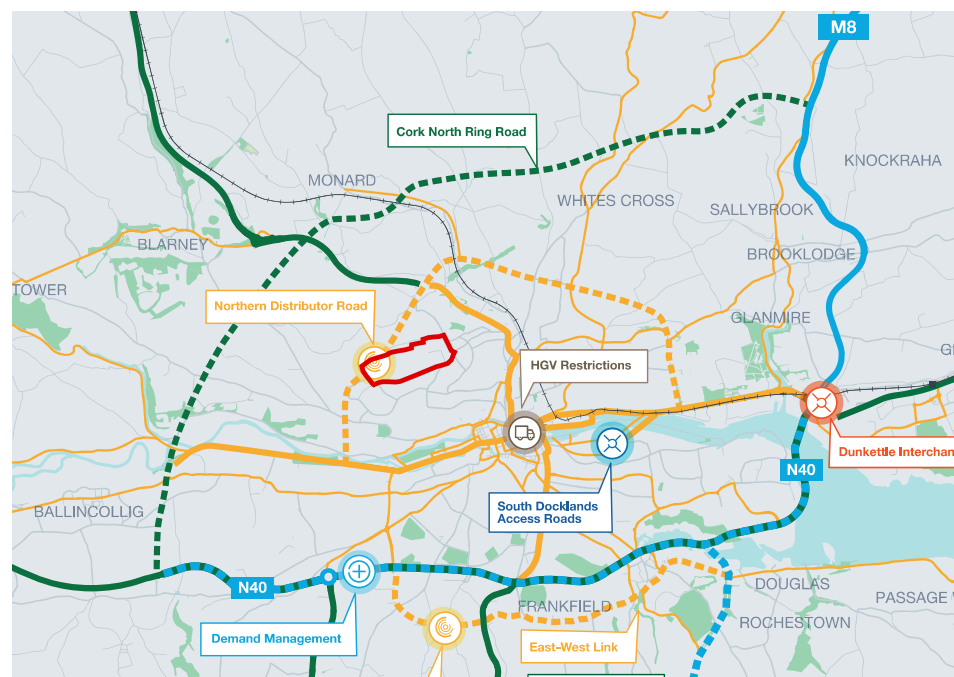 M8
Cork North Ring Road
KNOCKRAHA
MONARD
WHITES CROSS
SALLYBROOK
BLARNEY
BROOKLODGE
TOWER
Northern Distributor Road
GLANMIRE
HGV Restrictions
Dunkettle Interchan
N40
South Docklands
Access Roads
BALLINCOLLIG
N40
DOUGLAS
FRANKFIELD
PASSAGE
ROCHESTOWN
Demand Management
East-West Link